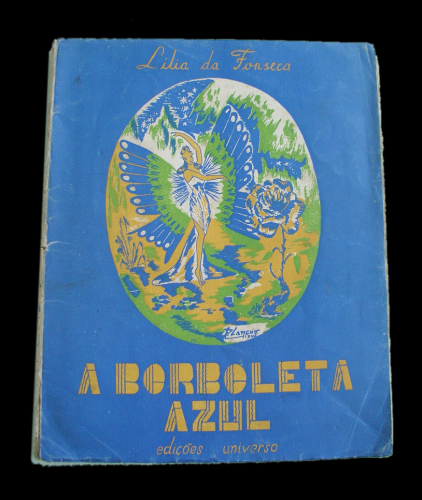 Lília da Fonseca
A BORBOLETA
AZUL
edições universo